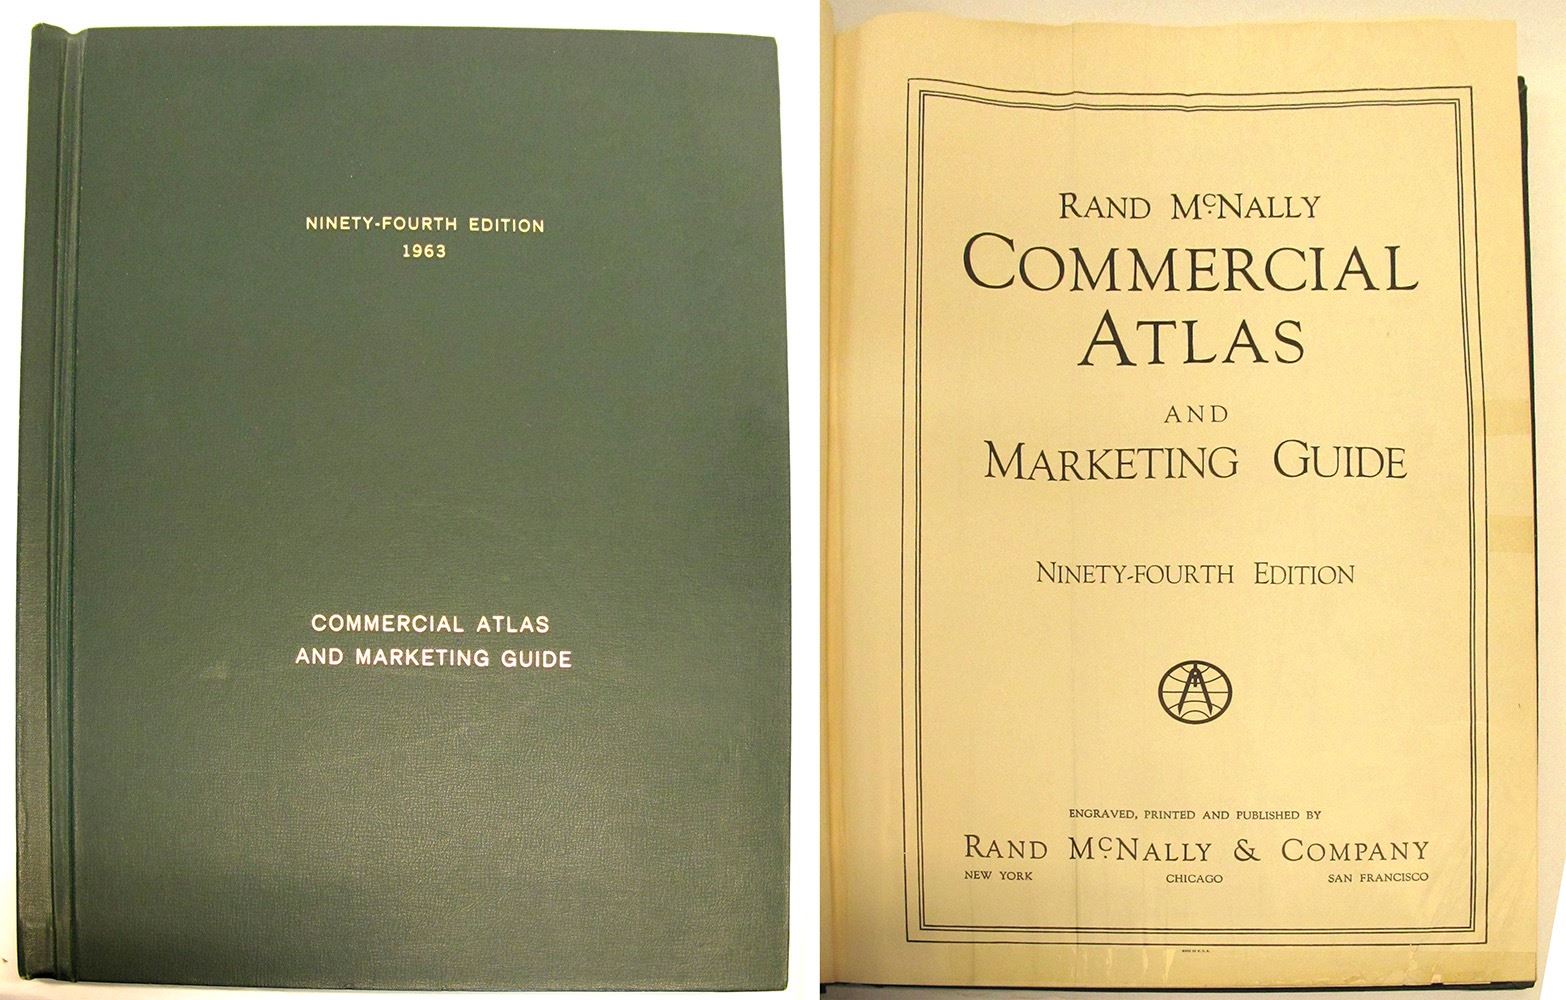 NINETY-FOURTH EDITION
1963
COMMERCIAL ATLAS
AND MARKETING GUIDE
RAND McNALLY
COMMERCIAL
ATLAS
AND
MARKETING GUIDE
NINETY-FOURTH EDITION
ENGRAVED, PRINTED AND PUBLISHED BY
RAND McNALLY & COMPANY
NEW YORK CHICAGO SAN FRANCISCO